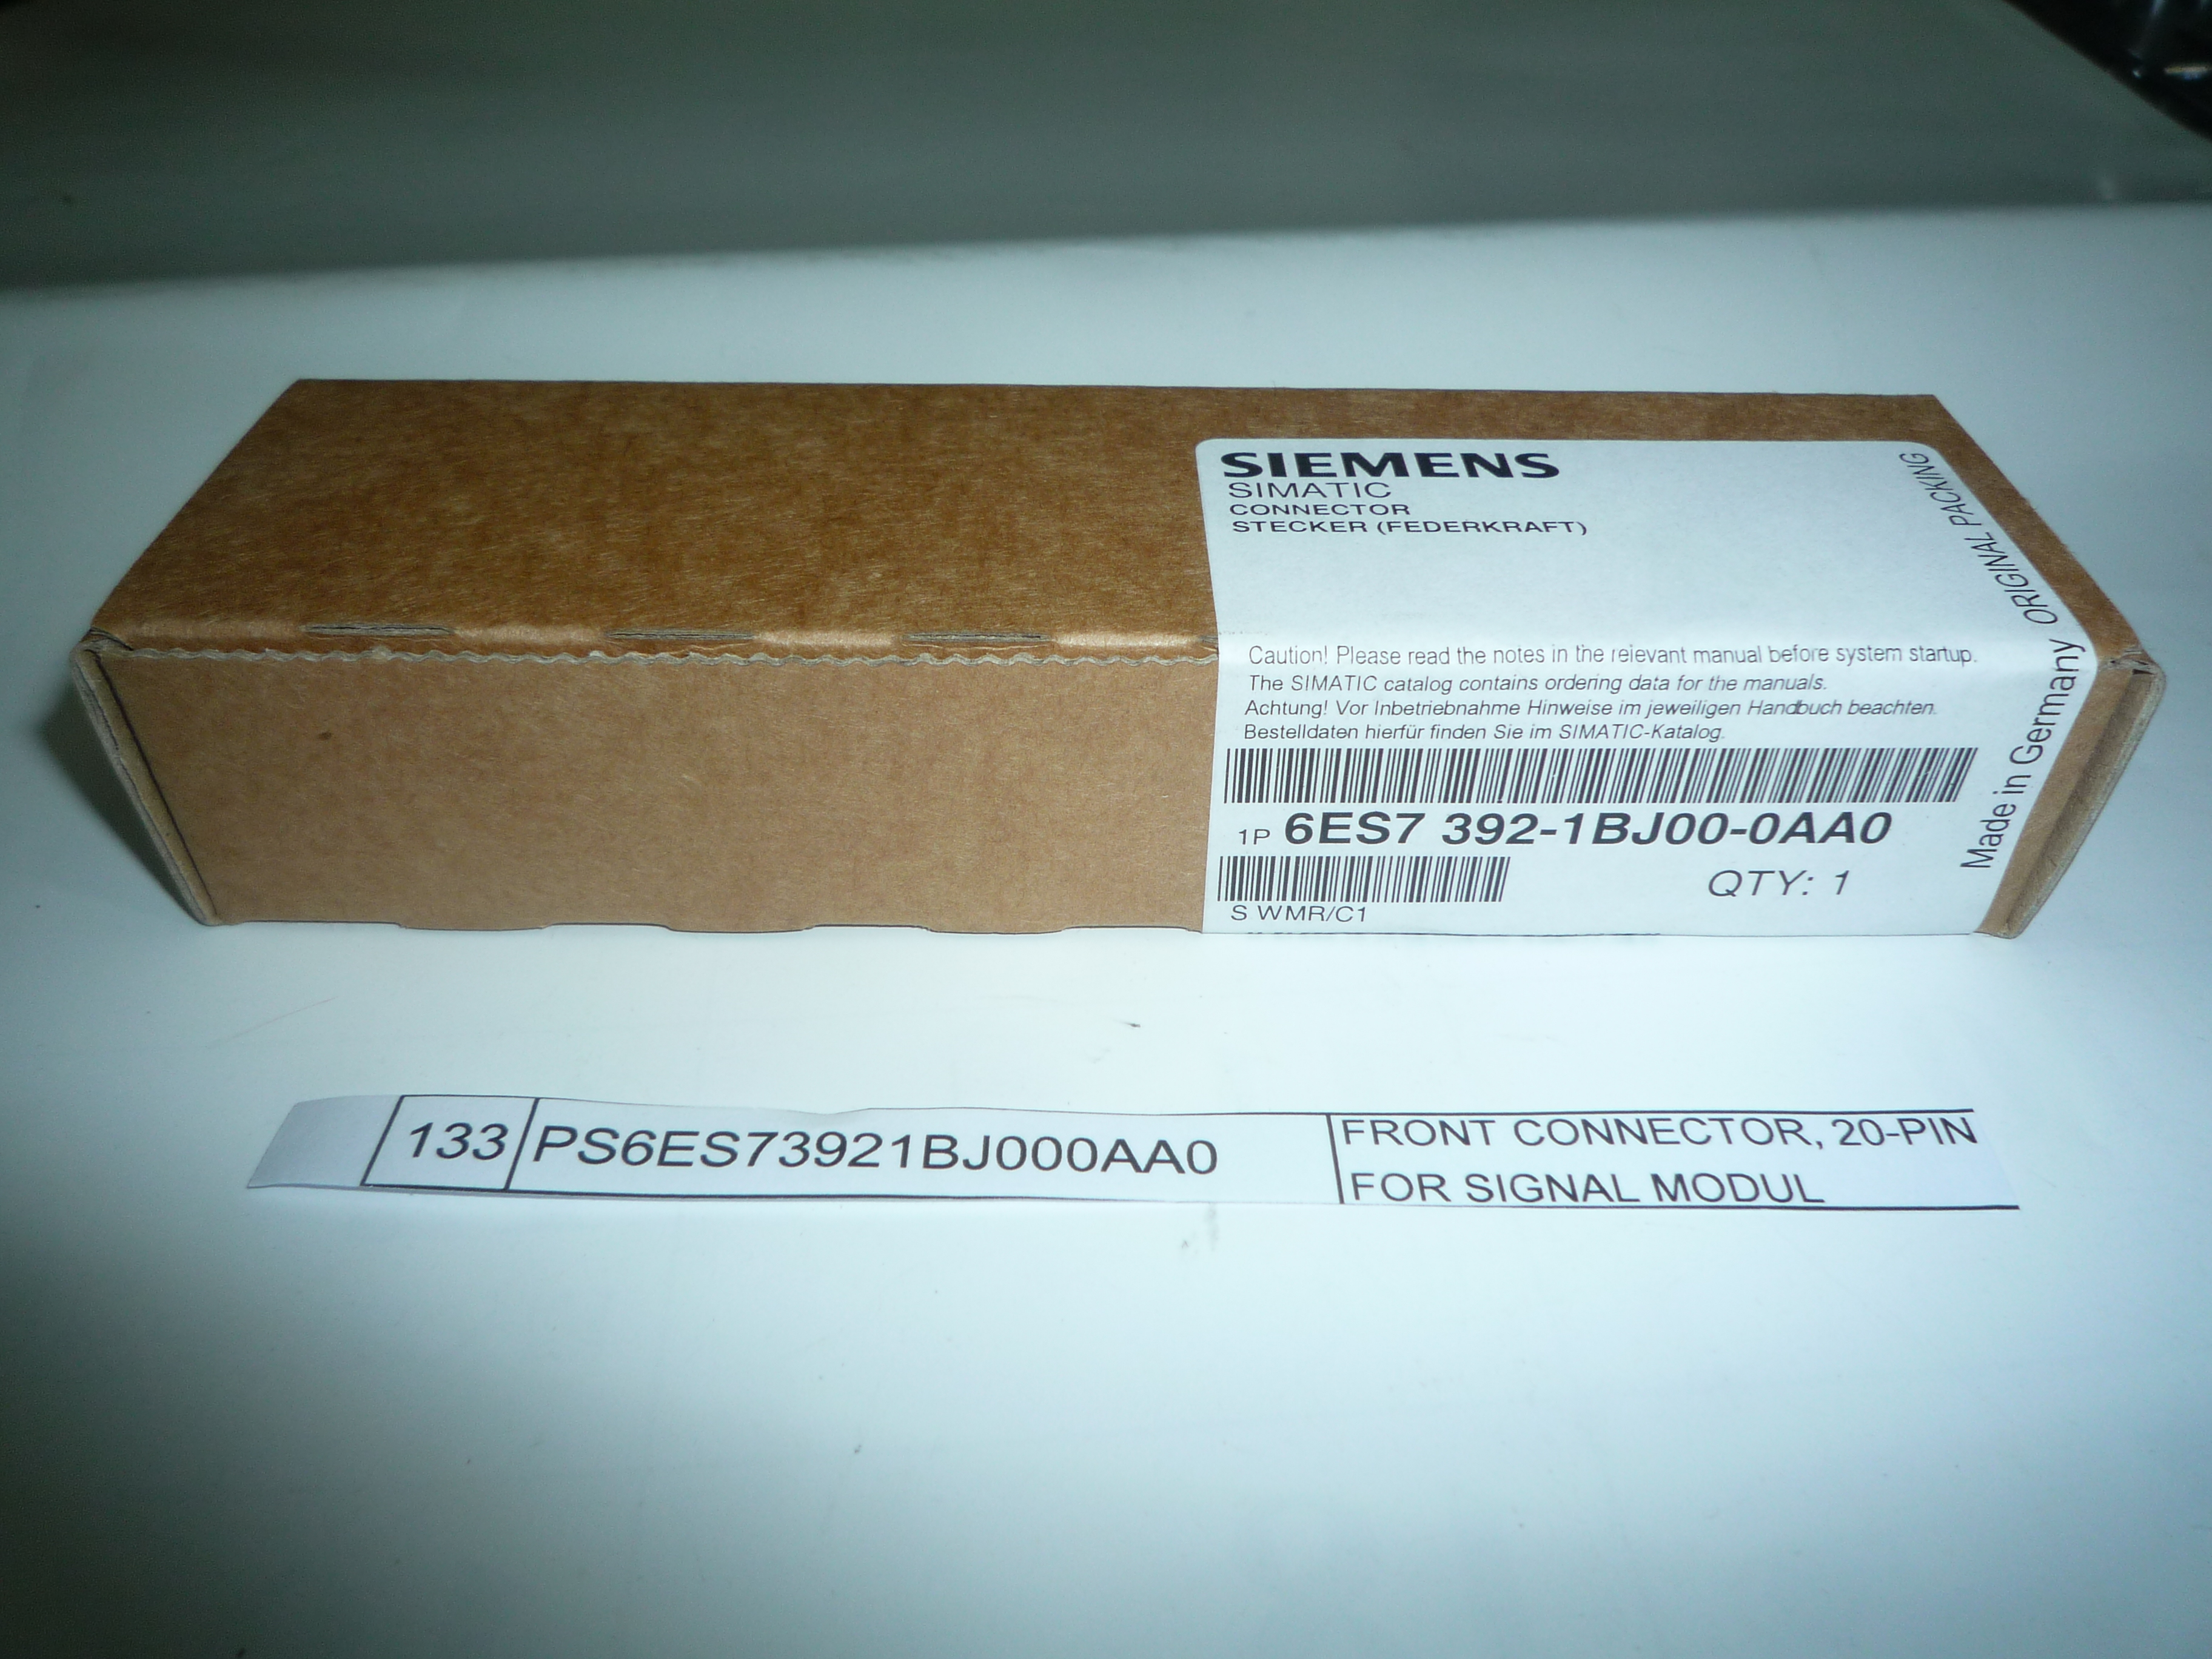 SIEMENS
SIMATIC
CONNECTOR
STECKER (FEDERKRAFT)
Caution! Please read the notes in the relevant manual before system startup.
The SIMATIC catalog contains ordering data for the manuals.
Achtung! Vor Inbetriebnahme Hinweise im jeweiligen Handbuch beachten.
Bestelldaten hierfür finden Sie im SIMATIC-Katalog.
1P 6ES7 392-1BJ00-0AA0
QTY: 1
S WMR/C1
Made in Germany ORIGINAL PACKING
133 PS6ES73921BJ000AA0
FRONT CONNECTOR, 20-PIN
FOR SIGNAL MODUL